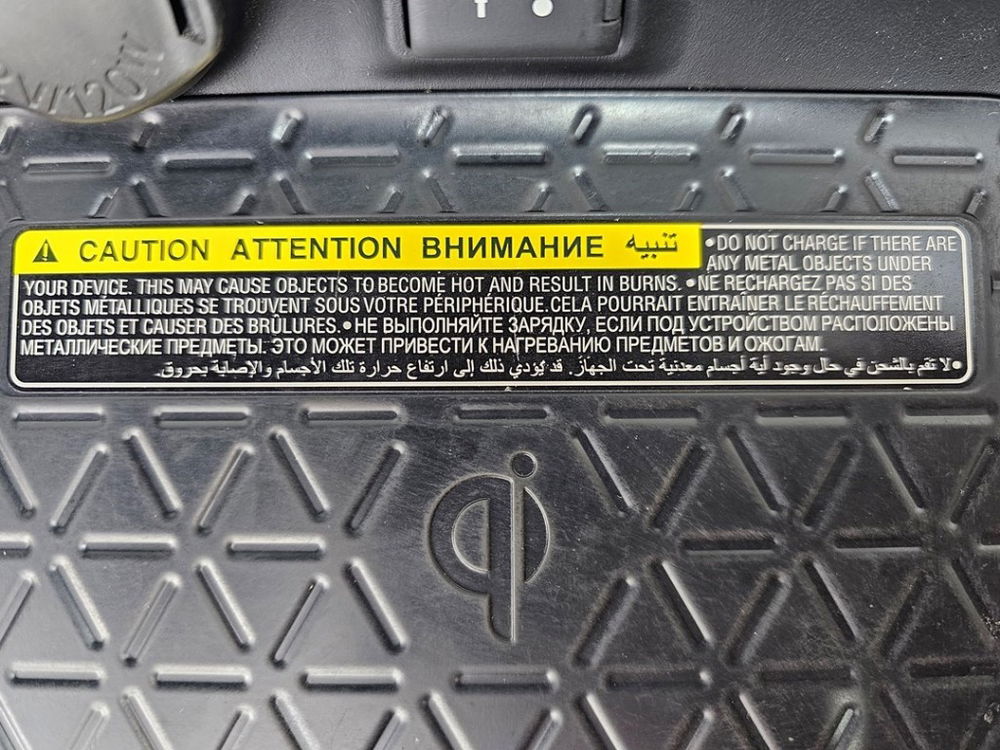 120W
CAUTION ATTENTION ВНИМАНИЕ تنبيه
•DO NOT CHARGE IF THERE ARE
ANY METAL OBJECTS UNDER
YOUR DEVICE. THIS MAY CAUSE OBJECTS TO BECOME HOT AND RESULT IN BURNS. •NE RECHARGEZ PAS SI DES
OBJETS MÉTALLIQUES SE TROUVENT SOUS VOTRE PÉRIPHÉRIQUE.CELA POURRAIT ENTRAÎNER LE RÉCHAUFFEMENT
DES OBJETS ET CAUSER DES BRÛLURES.•НЕ ВЫПОЛНЯЙТЕ ЗАРЯДКУ, ЕСЛИ ПОД УСТРОЙСТВОМ РАСПОЛОЖЕНЫ
МЕТАЛЛИЧЕСКИЕ ПРЕДМЕТЫ. ЭТО МОЖЕТ ПРИВЕСТИ К НАГРЕВАНИЮ ПРЕДМЕТОВ И ОЖОГАМ.
•لا تقم بالشحن في حال وجود أية أجسام معدنية تحت الجهاز. قد يؤدي ذلك إلى ارتفاع حرارة تلك الأجسام والإصابة بحروق.